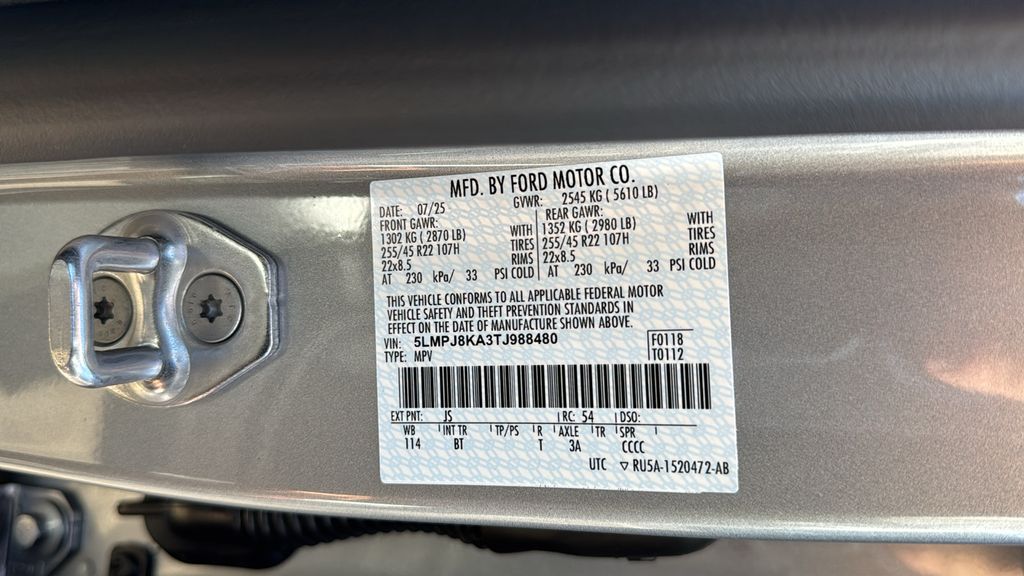 MFD. BY FORD MOTOR CO.
DATE: 07/25 GVWR: 2545 KG ( 5610 LB)
FRONT GAWR: REAR GAWR:
1302 KG ( 2870 LB) WITH 1352 KG ( 2980 LB) WITH
255/45 R22 107H TIRES 255/45 R22 107H TIRES
22x8.5 RIMS 22x8.5 RIMS
AT 230 kPa/ 33 PSI COLD AT 230 kPa/ 33 PSI COLD
THIS VEHICLE CONFORMS TO ALL APPLICABLE FEDERAL MOTOR
VEHICLE SAFETY AND THEFT PREVENTION STANDARDS IN
EFFECT ON THE DATE OF MANUFACTURE SHOWN ABOVE.
VIN: 5LMPJ8KA3TJ988480 F0118
TYPE: MPV T0112
EXT PNT: JS RC: 54 DSO:
WB INT TR TP/PS R AXLE TR SPR
114 BT T 3A CCCC
UTC ▽ RU5A-1520472-AB